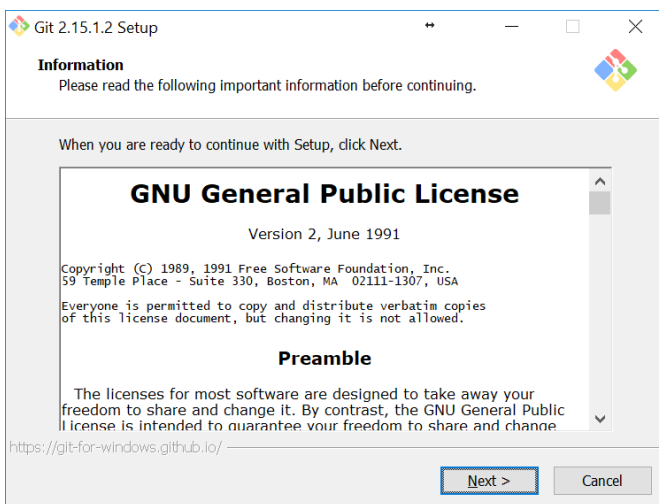 Git 2.15.1.2 Setup
Information
Please read the following important information before continuing.
When you are ready to continue with Setup, click Next.
GNU General Public License
Version 2, June 1991
Copyright (C) 1989, 1991 Free Software Foundation, Inc.
59 Temple Place - Suite 330, Boston, MA  02111-1307, USA
Everyone is permitted to copy and distribute verbatim copies
of this license document, but changing it is not allowed.
Preamble
The licenses for most software are designed to take away your
freedom to share and change it. By contrast, the GNU General Public
License is intended to guarantee your freedom to share and change
https://git-for-windows.github.io/
Next >
Cancel